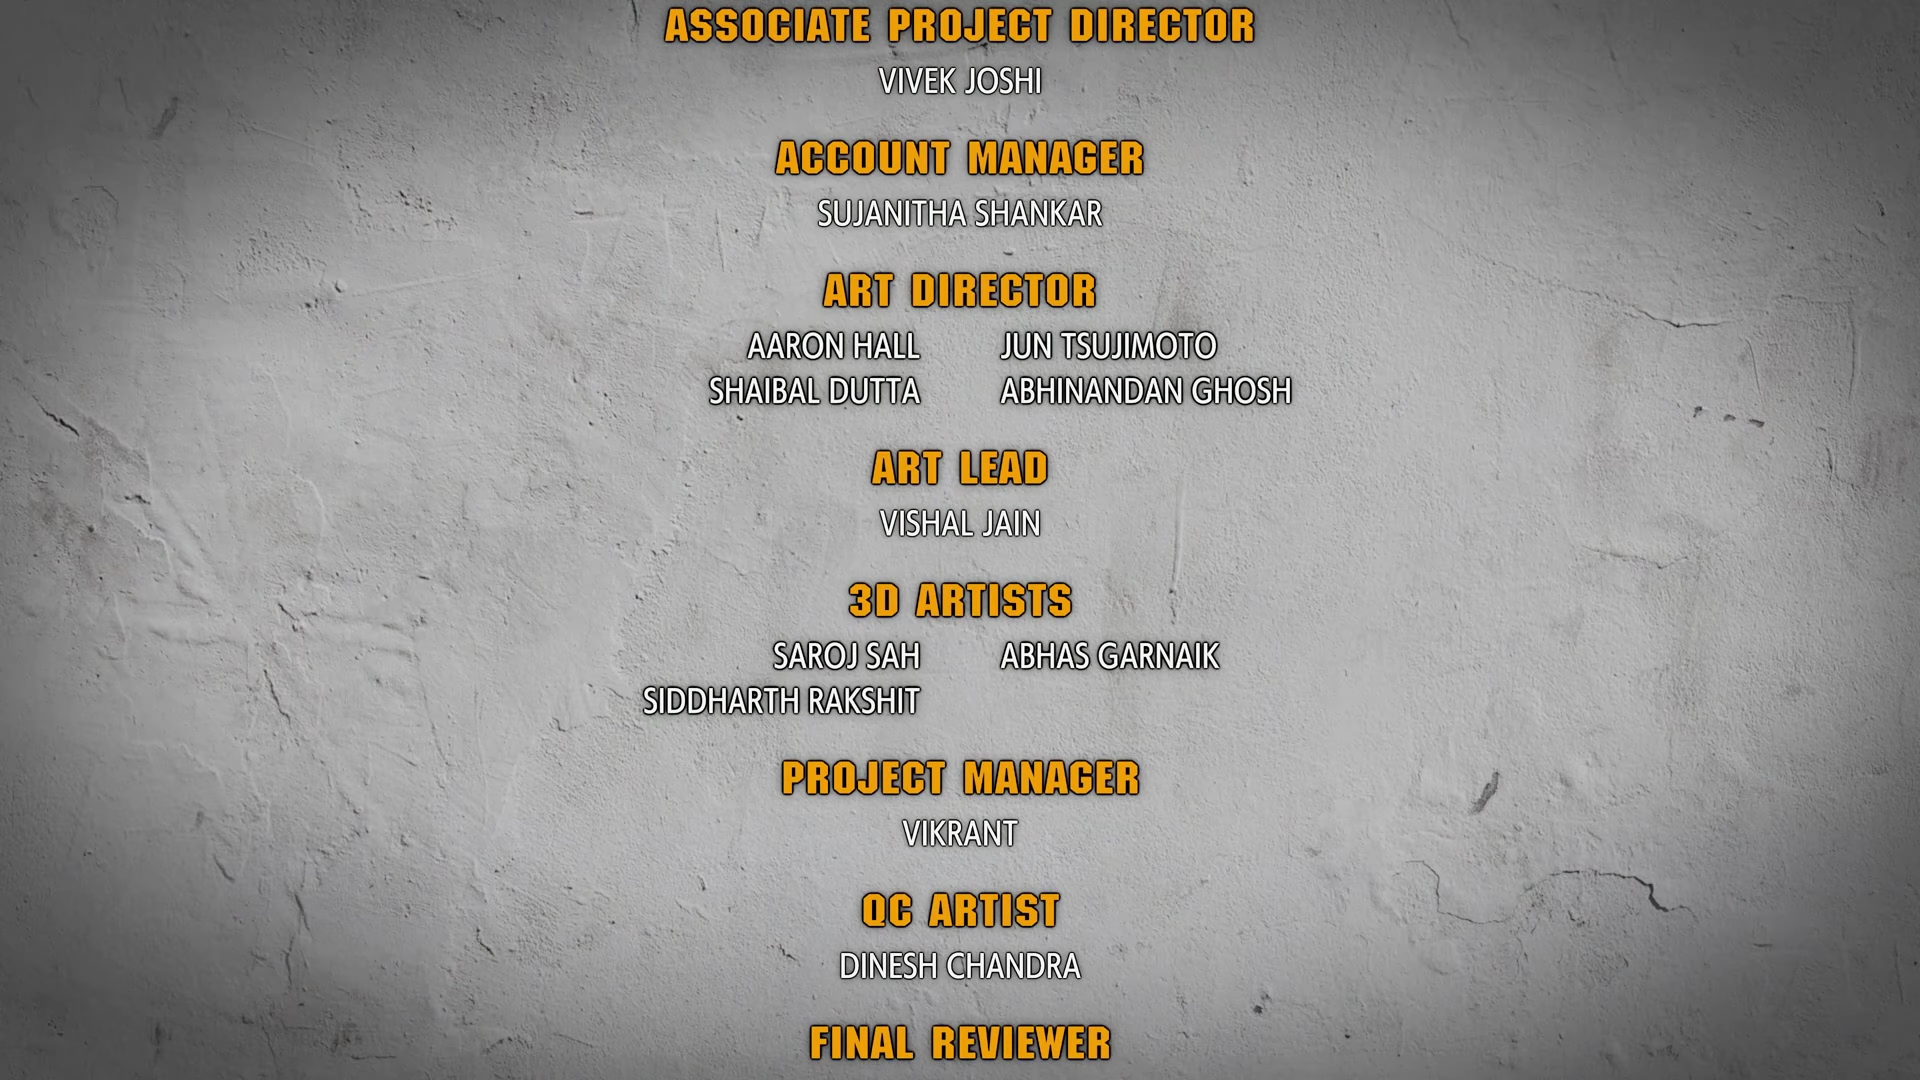 ASSOCIATE PROJECT DIRECTOR
VIVEK JOSHI
ACCOUNT MANAGER
SUJANITHA SHANKAR
ART DIRECTOR
AARON HALL JUN TSUJIMOTO
SHAIBAL DUTTA ABHINANDAN GHOSH
ART LEAD
VISHAL JAIN
3D ARTISTS
SAROJ SAH ABHAS GARNAIK
SIDDHARTH RAKSHIT
PROJECT MANAGER
VIKRANT
QC ARTIST
DINESH CHANDRA
FINAL REVIEWER